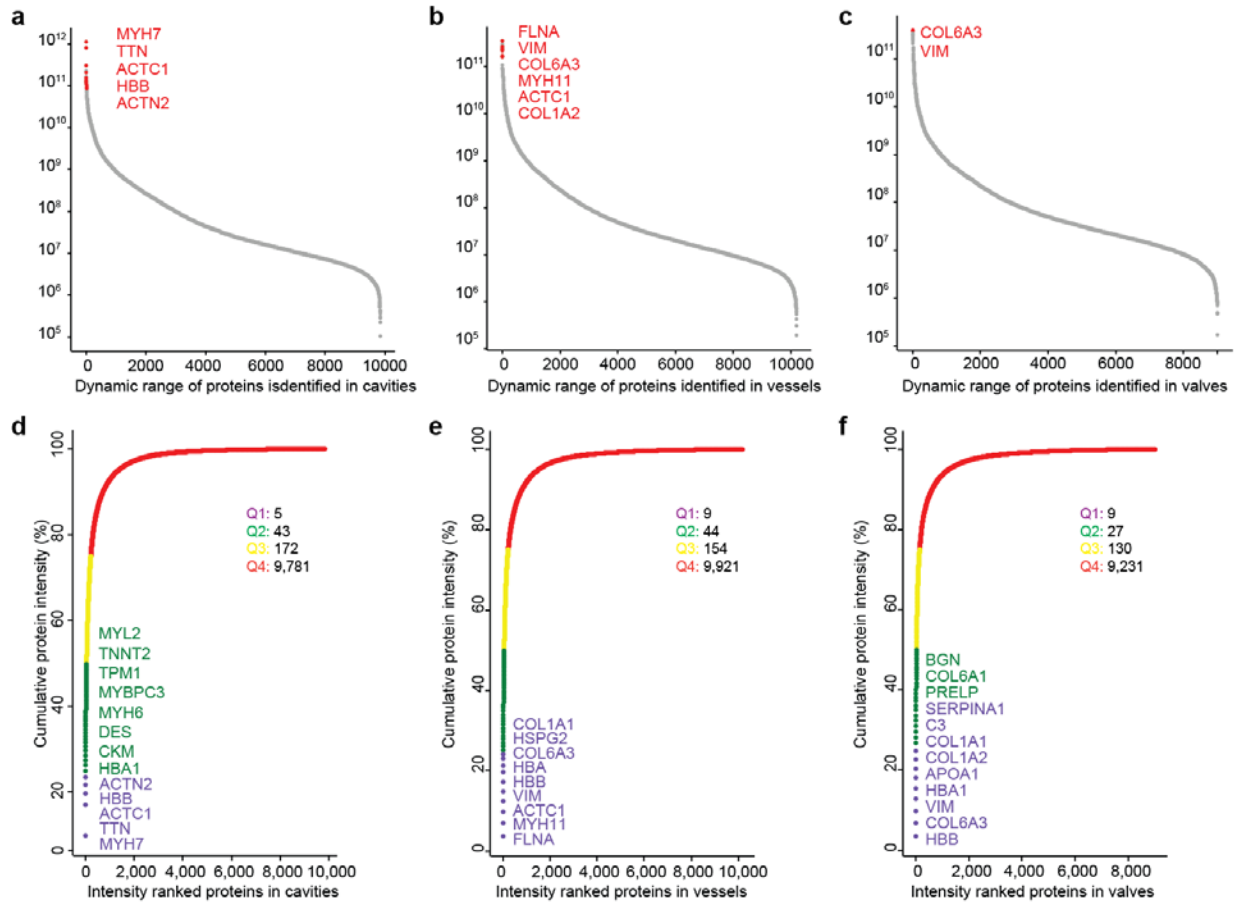 a
10¹²
10¹¹
10¹⁰
10⁹
10⁸
10⁷
10⁶
10⁵
MYH7
TTN
ACTC1
HBB
ACTN2
0 2000 4000 6000 8000 10000
Dynamic range of proteins isdentified in cavities
b
10¹¹
10¹⁰
10⁹
10⁸
10⁷
10⁶
10⁵
FLNA
VIM
COL6A3
MYH11
ACTC1
COL1A2
0 2000 4000 6000 8000 10000
Dynamic range of proteins identified in vessels
c
10¹¹
10¹⁰
10⁹
10⁸
10⁷
10⁶
10⁵
COL6A3
VIM
0 2000 4000 6000 8000
Dynamic range of proteins identified in valves
d
Cumulative protein intensity (%)
100
80
60
40
20
0
Q1: 5
Q2: 43
Q3: 172
Q4: 9,781
MYL2
TNNT2
TPM1
MYBPC3
MYH6
DES
CKM
HBA1
ACTN2
HBB
ACTC1
TTN
MYH7
0 2,000 4,000 6,000 8,000 10,000
Intensity ranked proteins in cavities
e
Cumulative protein intensity (%)
100
80
60
40
20
0
Q1: 9
Q2: 44
Q3: 154
Q4: 9,921
COL1A1
HSPG2
COL6A3
HBA
HBB
VIM
ACTC1
MYH11
FLNA
0 2,000 4,000 6,000 8,000 10,000
Intensity ranked proteins in vessels
f
Cumulative protein intensity (%)
100
80
60
40
20
0
Q1: 9
Q2: 27
Q3: 130
Q4: 9,231
BGN
COL6A1
PRELP
SERPINA1
C3
COL1A1
COL1A2
APOA1
HBA1
VIM
COL6A3
HBB
0 2,000 4,000 6,000 8,000
Intensity ranked proteins in valves